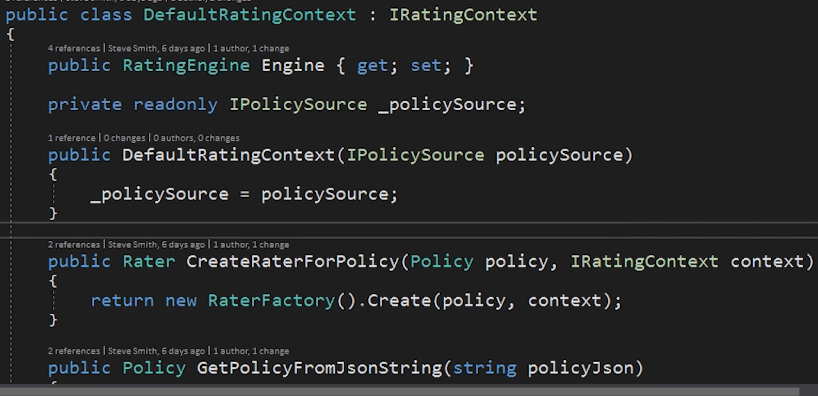 public class DefaultRatingContext : IRatingContext
{
4 references | Steve Smith, 6 days ago | 1 author, 1 change
public RatingEngine Engine { get; set; }
private readonly IPolicySource _policySource;
1 reference | 0 changes | 0 authors, 0 changes
public DefaultRatingContext(IPolicySource policySource)
{
_policySource = policySource;
}
2 references | Steve Smith, 6 days ago | 1 author, 1 change
public Rater CreateRaterForPolicy(Policy policy, IRatingContext context)
{
return new RaterFactory().Create(policy, context);
}
2 references | Steve Smith, 6 days ago | 1 author, 1 change
public Policy GetPolicyFromJsonString(string policyJson)